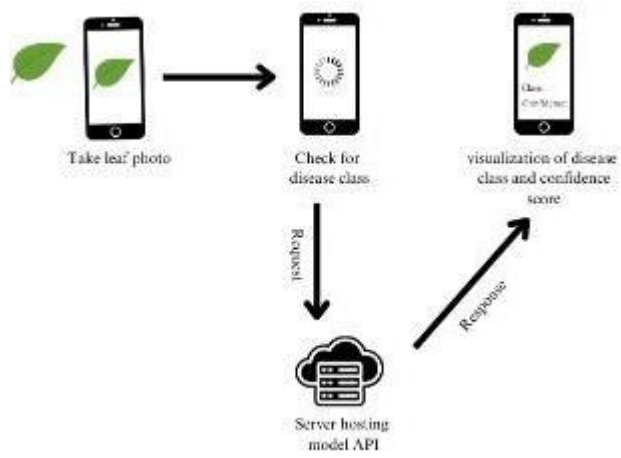 Take leaf photo
Check for
disease class
visualization of disease
class and confidence
score
Class
Request
Response
Server hosting
model API